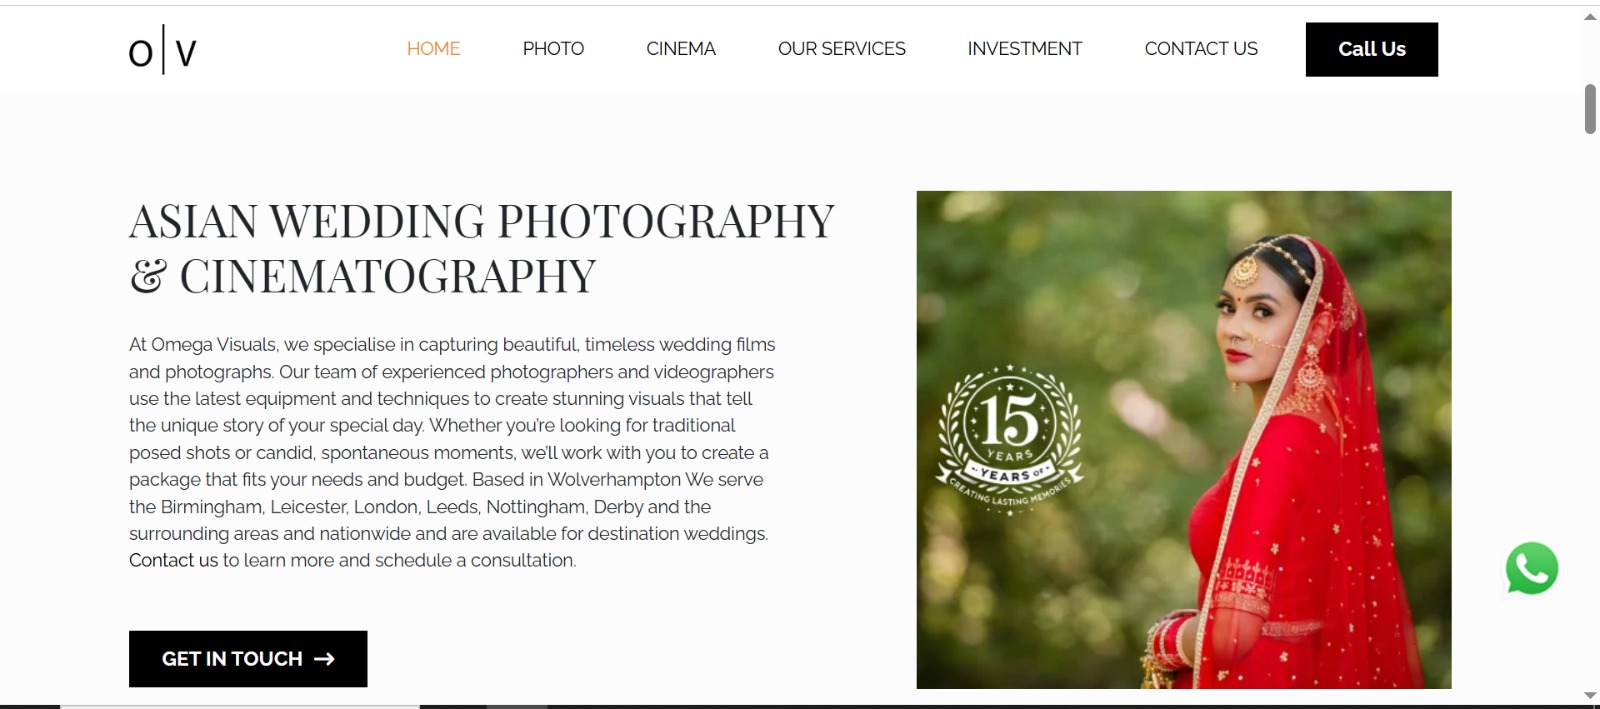 O|V
HOME PHOTO CINEMA OUR SERVICES INVESTMENT CONTACT US Call Us
ASIAN WEDDING PHOTOGRAPHY
& CINEMATOGRAPHY
At Omega Visuals, we specialise in capturing beautiful, timeless wedding films
and photographs. Our team of experienced photographers and videographers
use the latest equipment and techniques to create stunning visuals that tell
the unique story of your special day. Whether you're looking for traditional
posed shots or candid, spontaneous moments, we'll work with you to create a
package that fits your needs and budget. Based in Wolverhampton We serve
the Birmingham, Leicester, London, Leeds, Nottingham, Derby and the
surrounding areas and nationwide and are available for destination weddings.
Contact us to learn more and schedule a consultation.
GET IN TOUCH →
15
YEARS
YEARS OF
CREATING LASTING MEMORIES